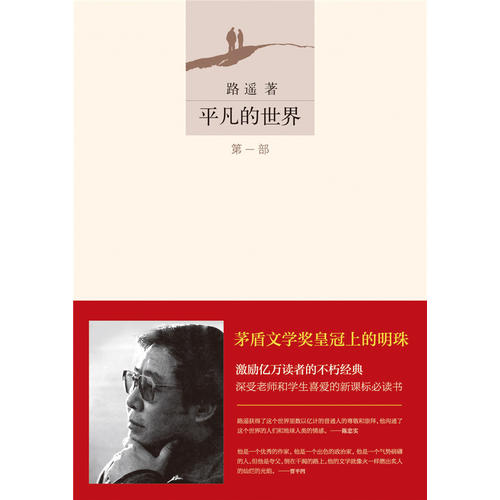 路遥 著
平凡的世界
第一部
茅盾文学奖皇冠上的明珠
激励亿万读者的不朽经典
深受老师和学生喜爱的新课标必读书
路遥获得了这个世界里数以亿计的普通人的尊敬和崇拜，他沟通了
这个世界的人们和地球人类的情感。——陈忠实
他是一个优秀的作家，他是一个出色的政治家，他是一个气势磅礴
的人。但他是夸父，倒在干渴的路上。他的文学就像火一样燃出炙人
的灿烂的光焰。——贾平凹